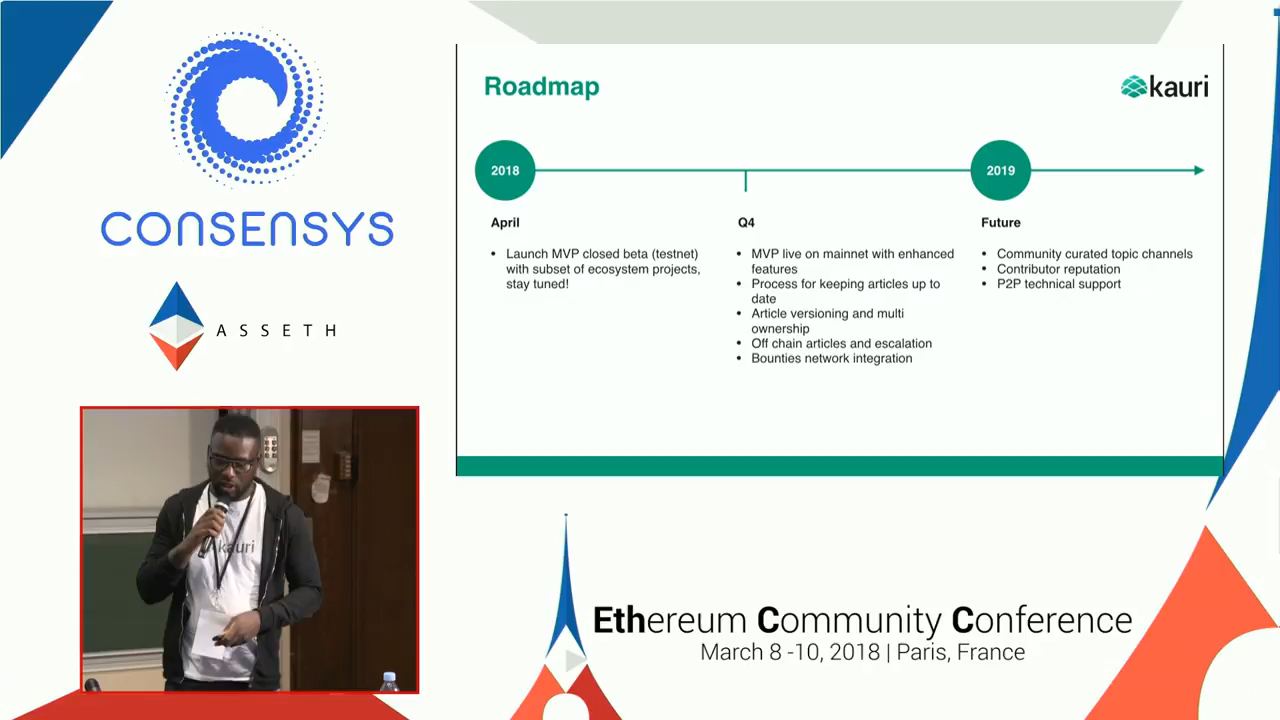 CONSENSYS
ASSETH
Roadmap
kauri
2018
2019
April
Q4
Future
• Launch MVP closed beta (testnet)
with subset of ecosystem projects,
stay tuned!
• MVP live on mainnet with enhanced
features
• Process for keeping articles up to
date
• Article versioning and multi
ownership
• Off chain articles and escalation
• Bounties network integration
• Community curated topic channels
• Contributor reputation
• P2P technical support
kauri
Ethereum Community Conference
March 8 -10, 2018 | Paris, France